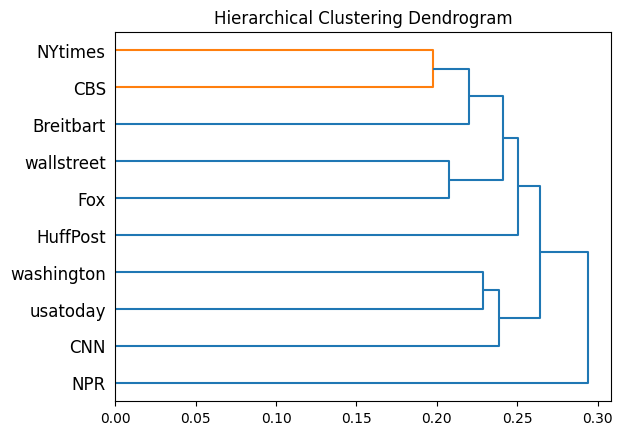 Hierarchical Clustering Dendrogram
NYtimes
CBS
Breitbart
wallstreet
Fox
HuffPost
washington
usatoday
CNN
NPR
0.00 0.05 0.10 0.15 0.20 0.25 0.30